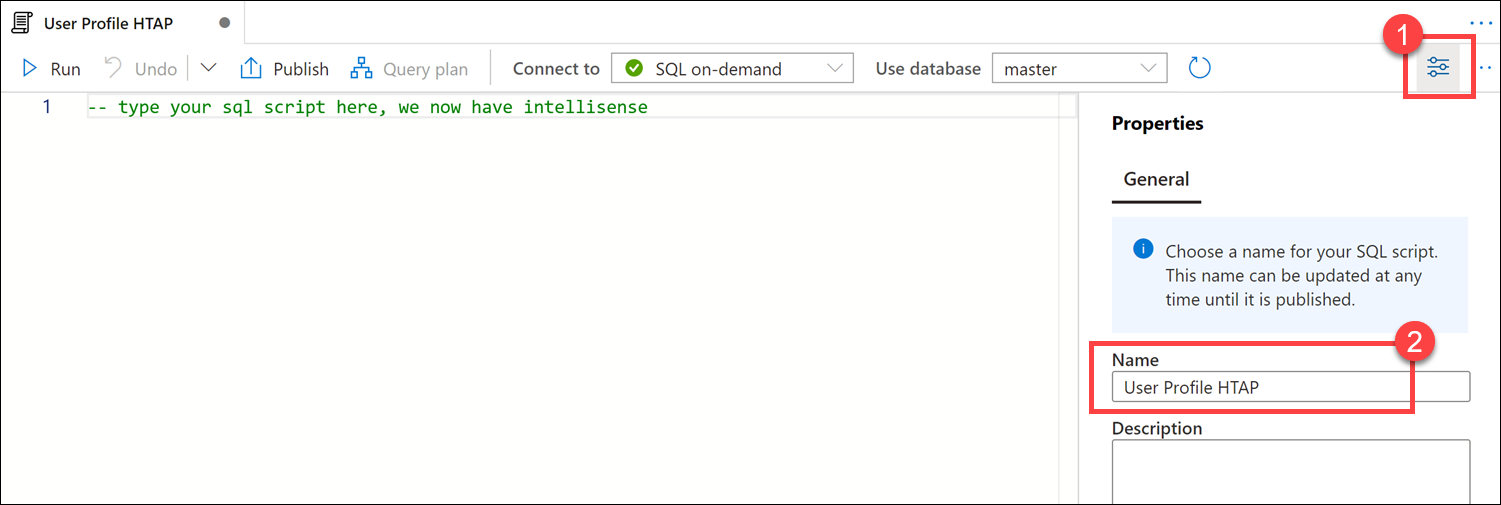 User Profile HTAP
1
Run Undo Publish Query plan Connect to SQL on-demand Use database master
1 -- type your sql script here, we now have intellisense
Properties
General
Choose a name for your SQL script.
This name can be updated at any
time until it is published.
2
Name
User Profile HTAP
Description